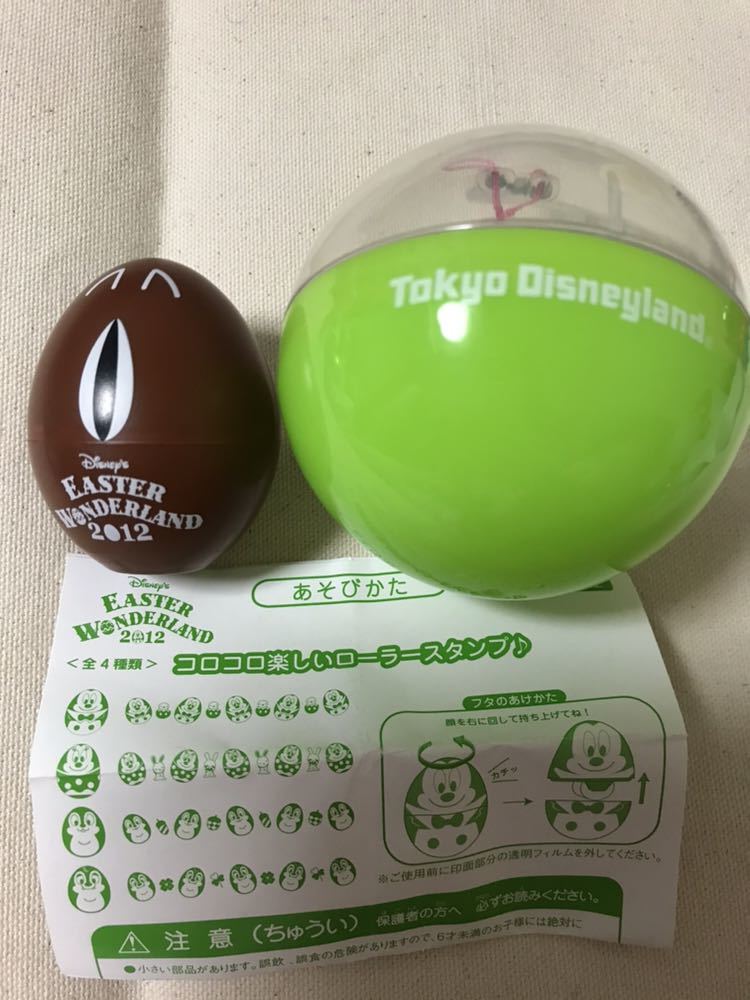 Tokyo Disneyland
Disney's
EASTER
WONDERLAND
2012
Disney's
EASTER
WONDERLAND
2012
あそびかた
<全4種類>
コロコロ楽しいローラースタンプ♪
フタのあけかた
顔を右に回して持ち上げてね!
カチッ
※ご使用前に印面部分の透明フィルムを外してください。
注意(ちゅうい) 保護者の方へ 必ずお読みください。
●小さい部品があります。誤飲、誤食の危険がありますので、6才未満のお子様には絶対に